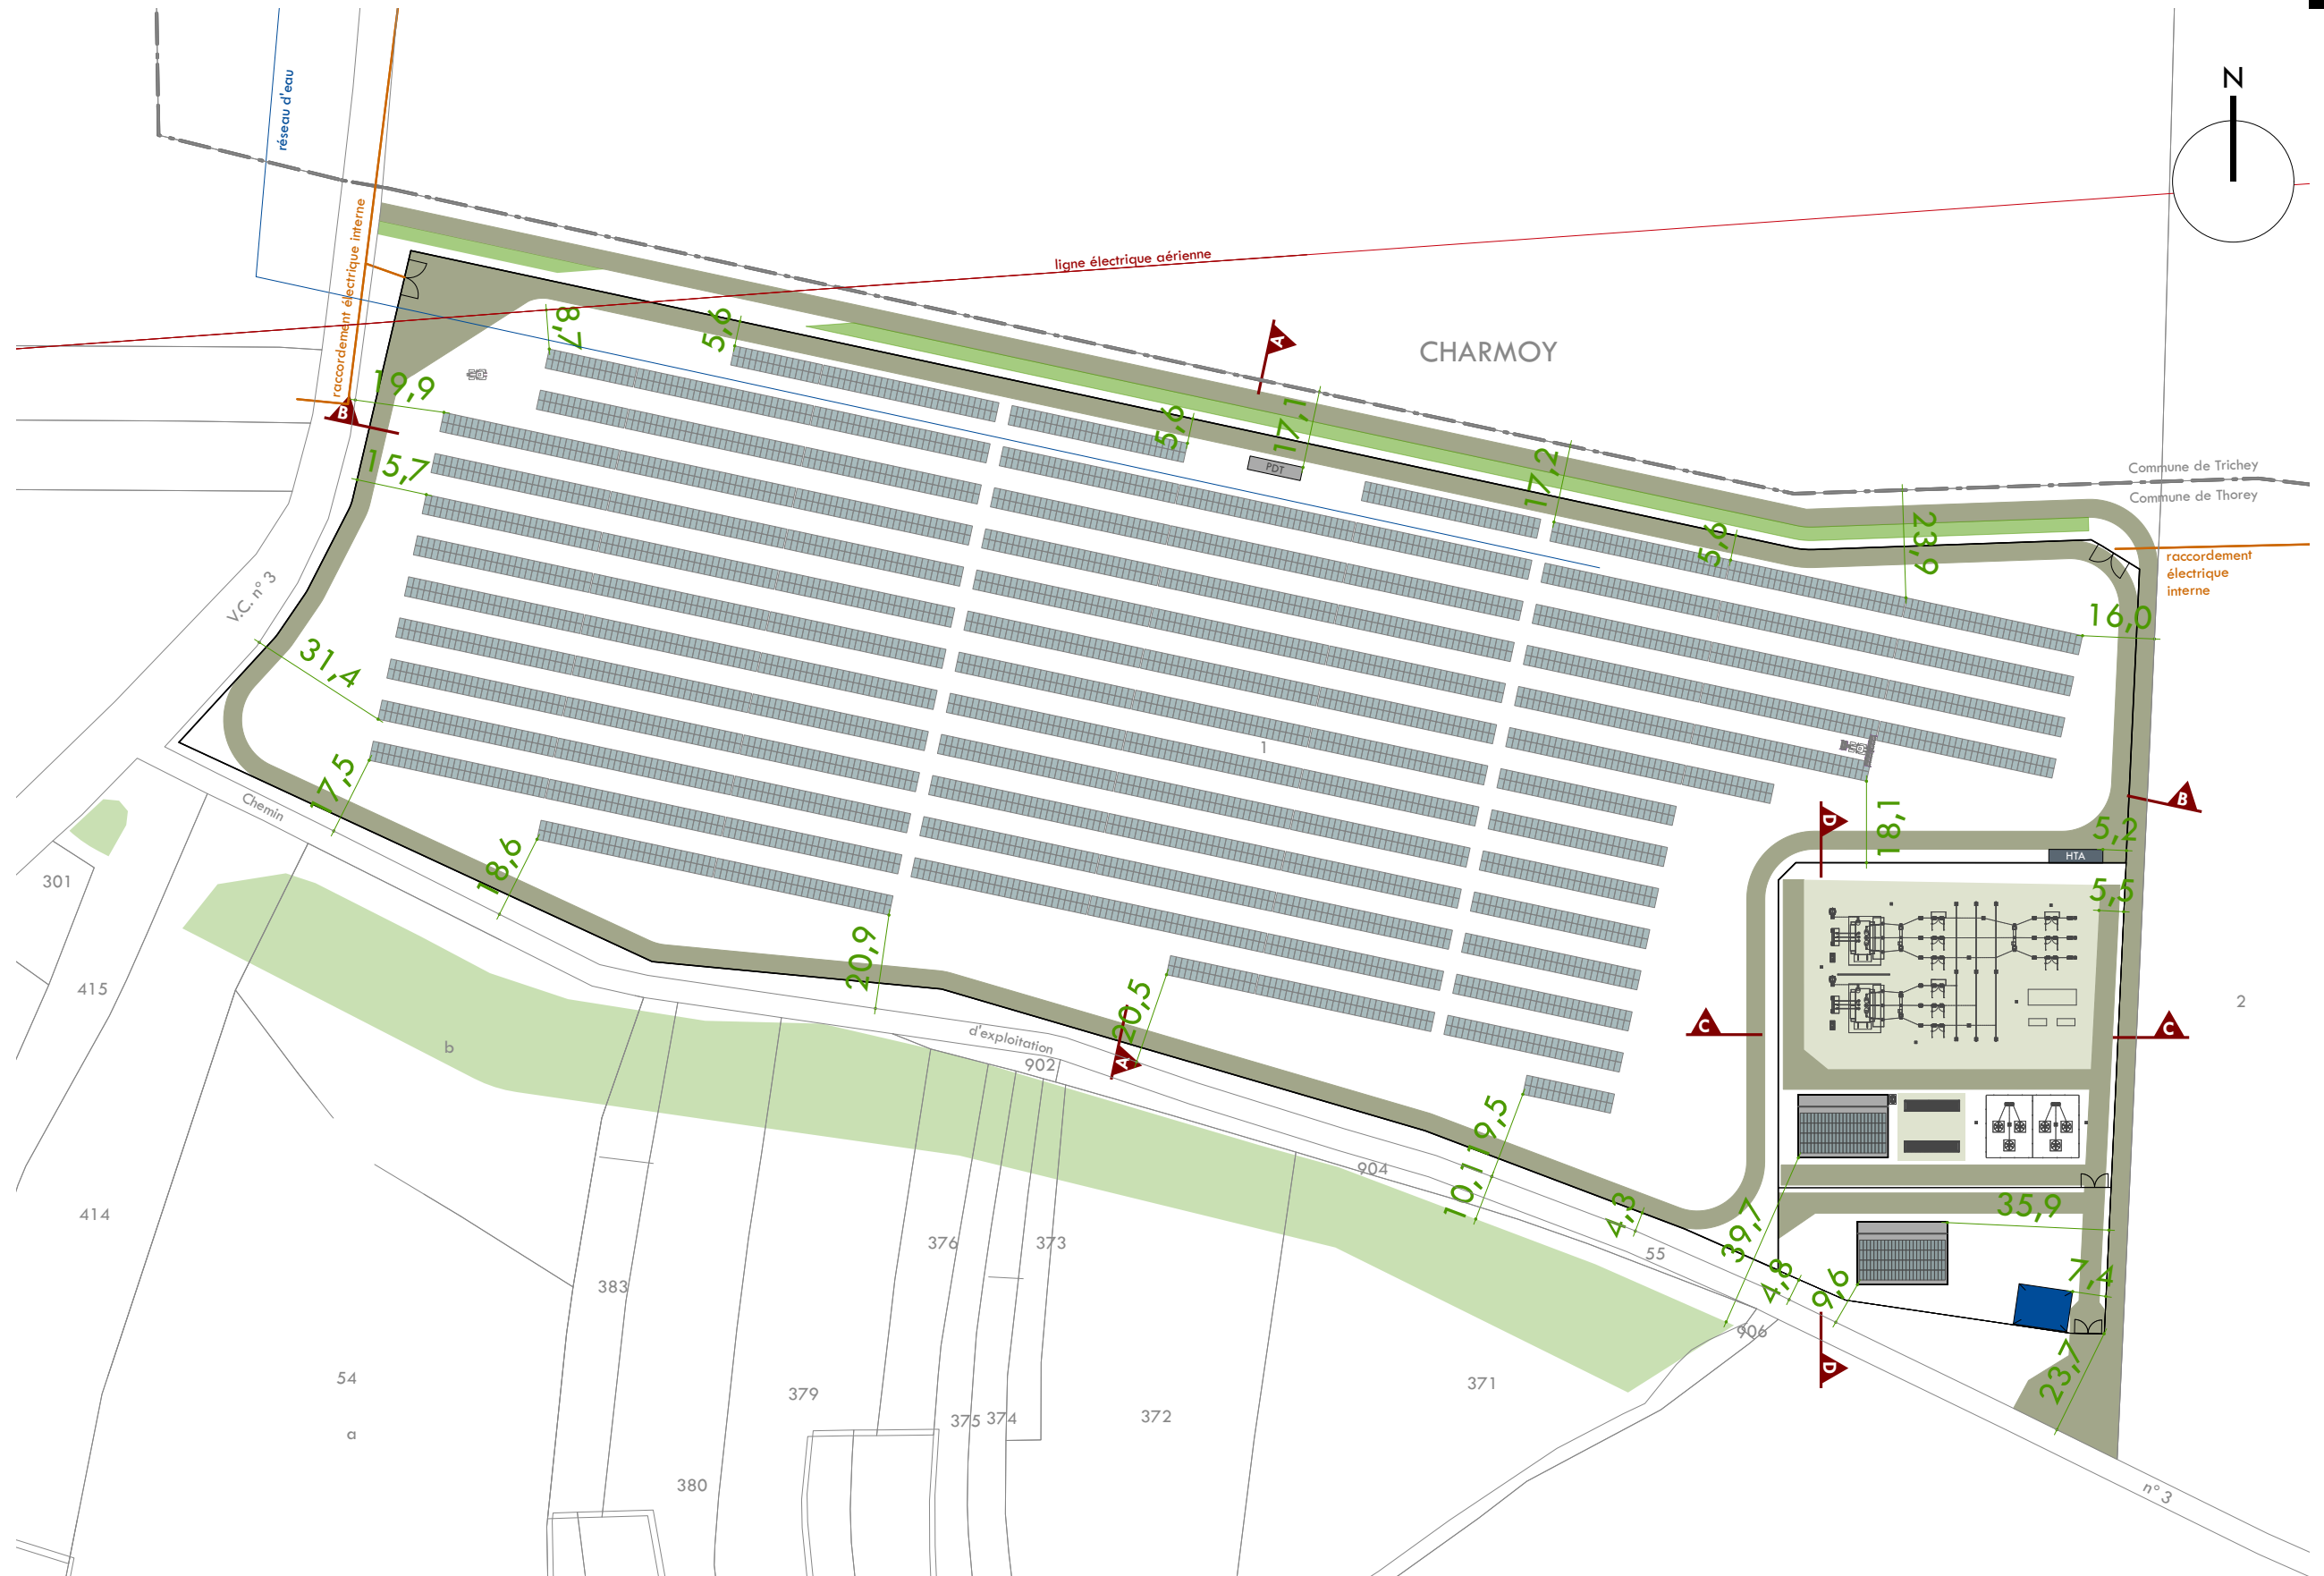 N
réseau d'eau
raccordement électrique interne
ligne électrique aérienne
CHARMOY
A
7,8
5,6
19,9
B
5,6
17,1
PDT
17,2
15,7
5,6
23,9
Commune de Trichey
Commune de Thorey
raccordement
électrique
interne
16,0
V.C. n° 3
31,4
1
17,5
Chemin
18,6
18,1
D
B
5,2
HTA
5,5
301
415
20,9
20,5
A
C
C
2
d'exploitation
902
b
19,5
10,1
904
4,3
39,7
55
35,9
414
376
373
383
4,8
9,6
7,4
906
D
23,7
54
a
379
375
374
372
371
380
n° 3